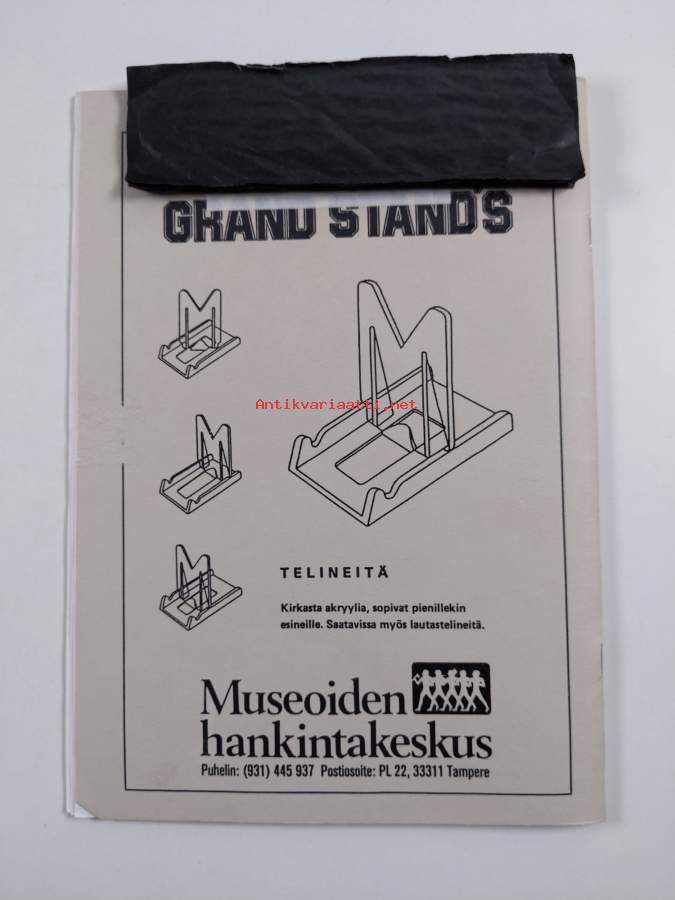 GRAND STAND'S
Antikvariaatti.net
TELINEITÄ
Kirkasta akryylia, sopivat pienillekin
esineille. Saatavissa myös lautastelineitä.
Museoiden
hankintakeskus
Puhelin: (931) 445 937 Postiosoite: PL 22, 33311 Tampere